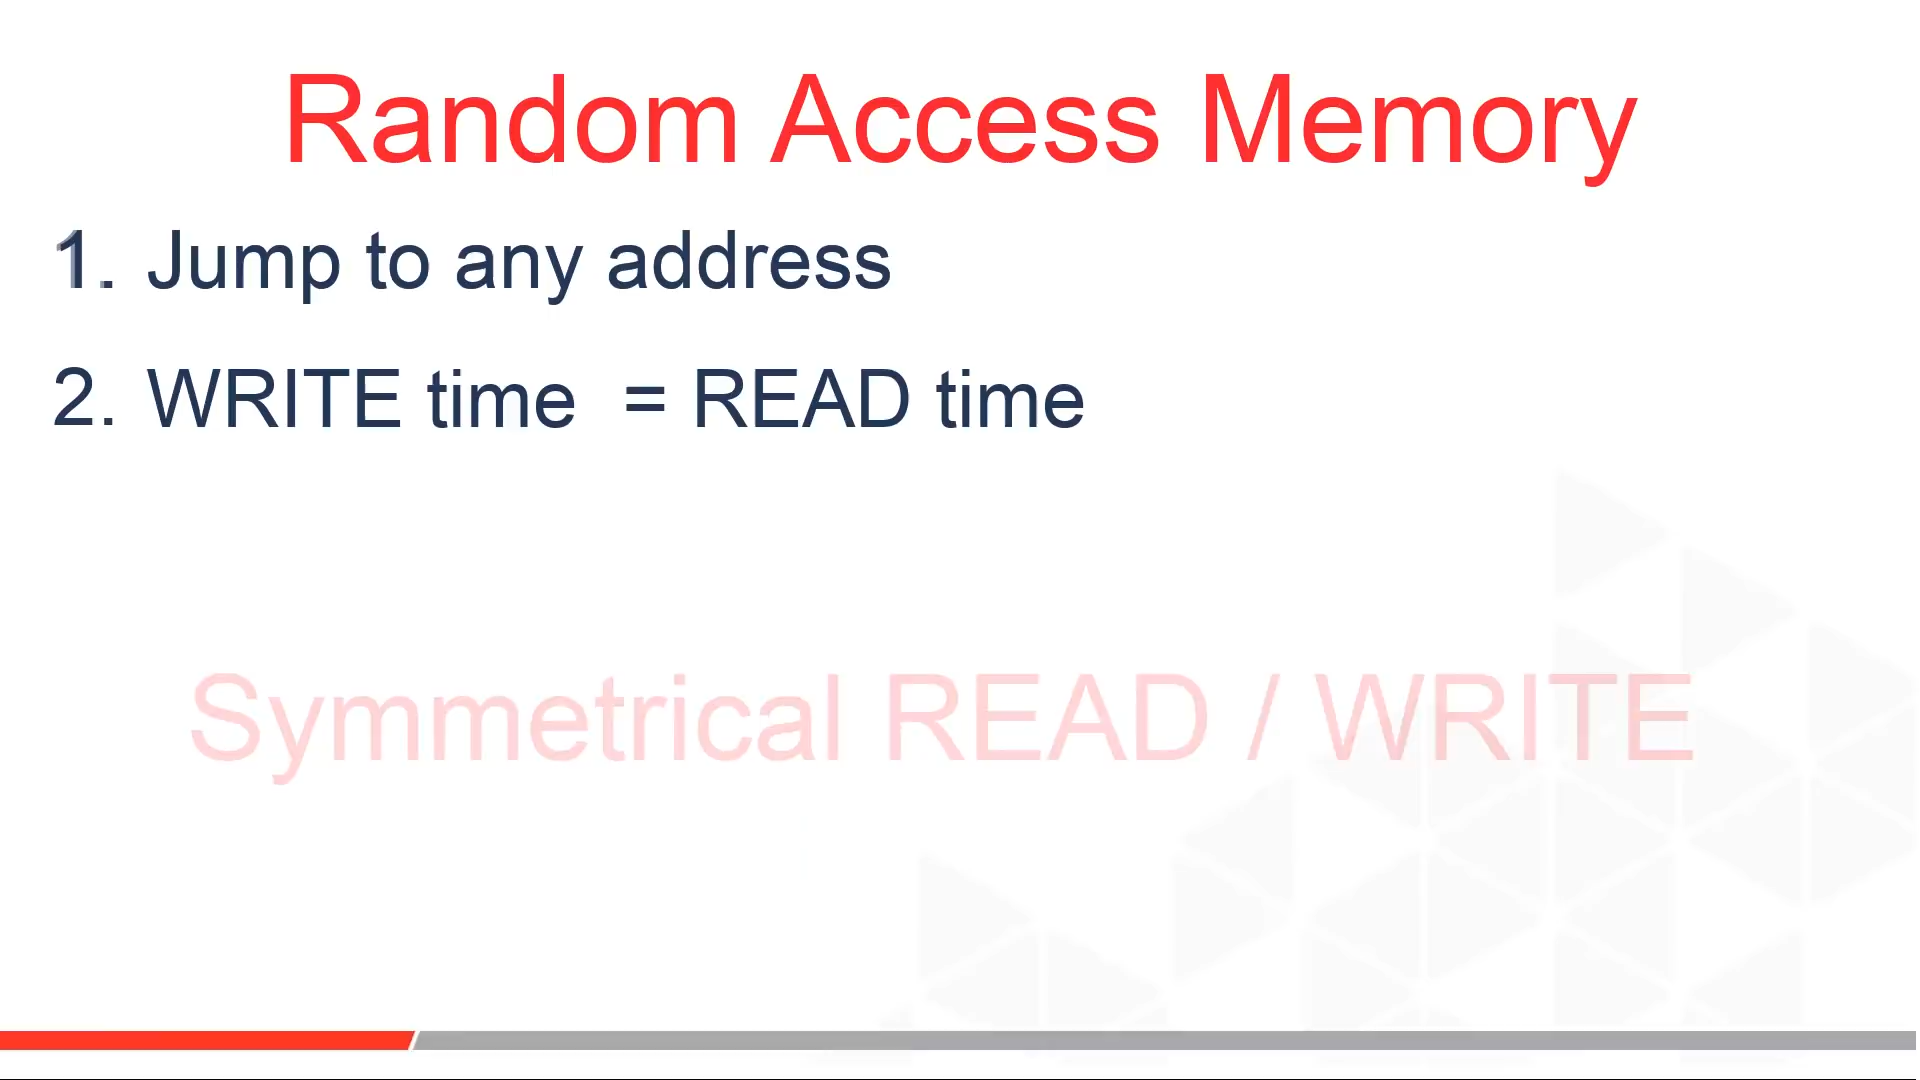 Random Access Memory
1. Jump to any address
2. WRITE time = READ time
Symmetrical READ / WRITE